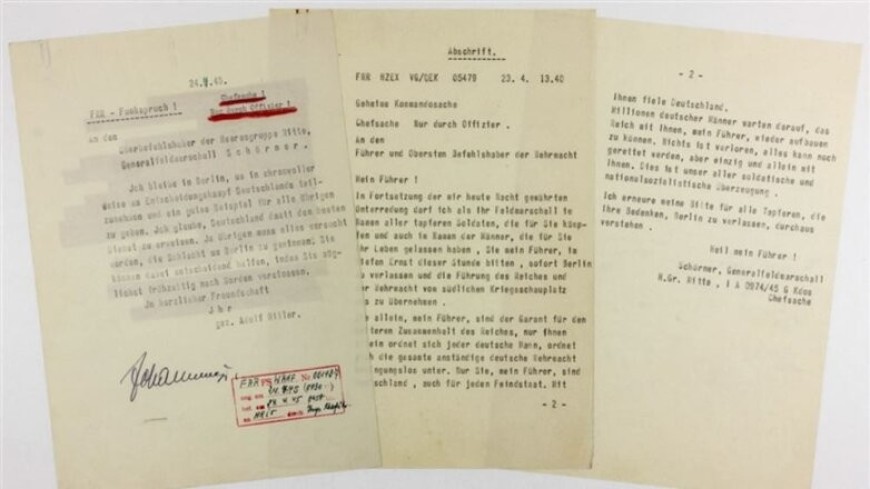 24.4.45.
FRR - Funkspruch !
Chefsache !
Nur durch Offizier !
An den
Oberbefehlshaber der Heeresgruppe Mitte,
Generalfeldmarschall Schörner.
Ich bleibe in Berlin, um in ehrenvoller
Weise am Entscheidungskampf Deutschlands teil-
zunehmen und ein gutes Beispiel für alle Übrigen
zu geben. Ich glaube, Deutschland damit den besten
Dienst zu erweisen. Im übrigen muss alles versucht
werden, die Schlacht um Berlin zu gewinnen; Sie
können dabei entscheidend helfen, indem Sie mög-
lichst frühzeitig nach Norden vorstossen.
In herzlicher Freundschaft
Ihr
gez. Adolf Hitler.
FRR
Abschrift.
FRR HZEX VG/QEK 05479 23. 4. 13.40
Geheime Kommandosache
Chefsache Nur durch Offizier .
An den
Führer und Obersten Befehlshaber der Wehrmacht
Mein Führer !
In Fortsetzung der mir heute Nacht gewährten
Unterredung darf ich als Ihr Feldmarschall im
Namen aller tapferen Soldaten, die für Sie kämp-
fen und auch im Namen der Männer, die für Sie
ihr Leben gelassen haben , Sie mein Führer, im
tiefen Ernst dieser Stunde bitten , sofort Berlin
zu verlassen und die Führung des Reiches und
der Wehrmacht vom südlichen Kriegsschauplatz
aus zu übernehmen .
Sie allein, mein Führer, sind der Garant für den
weiteren Zusammenhalt des Reiches, nur Ihnen
allein ordnet sich jeder deutsche Mann, ordnet
sich die gesamte anständige deutsche Wehrmacht
bedingungslos unter. Nur Sie, mein Führer, sind
Deutschland , auch für jeden Feindstaat. Mit
- 2 -
- 2 -
Ihnen fiele Deutschland.
Millionen deutscher Männer warten darauf, das
Reich mit Ihnen, mein Führer, wieder aufbauen
zu können. Nichts ist verloren, alles kann noch
gerettet werden, aber einzig und allein mit
Ihnen. Dies ist unser aller soldatische und
nationalsozialistische Überzeugung .
Ich erneuere meine Bitte für alle Tapferen, die
Ihre Bedenken, Berlin zu verlassen, durchaus
verstehen .
Heil mein Führer !
Schörner, Generalfeldmarschall
H.Gr. Mitte , I A 0974/45 G Kdos
Chefsache